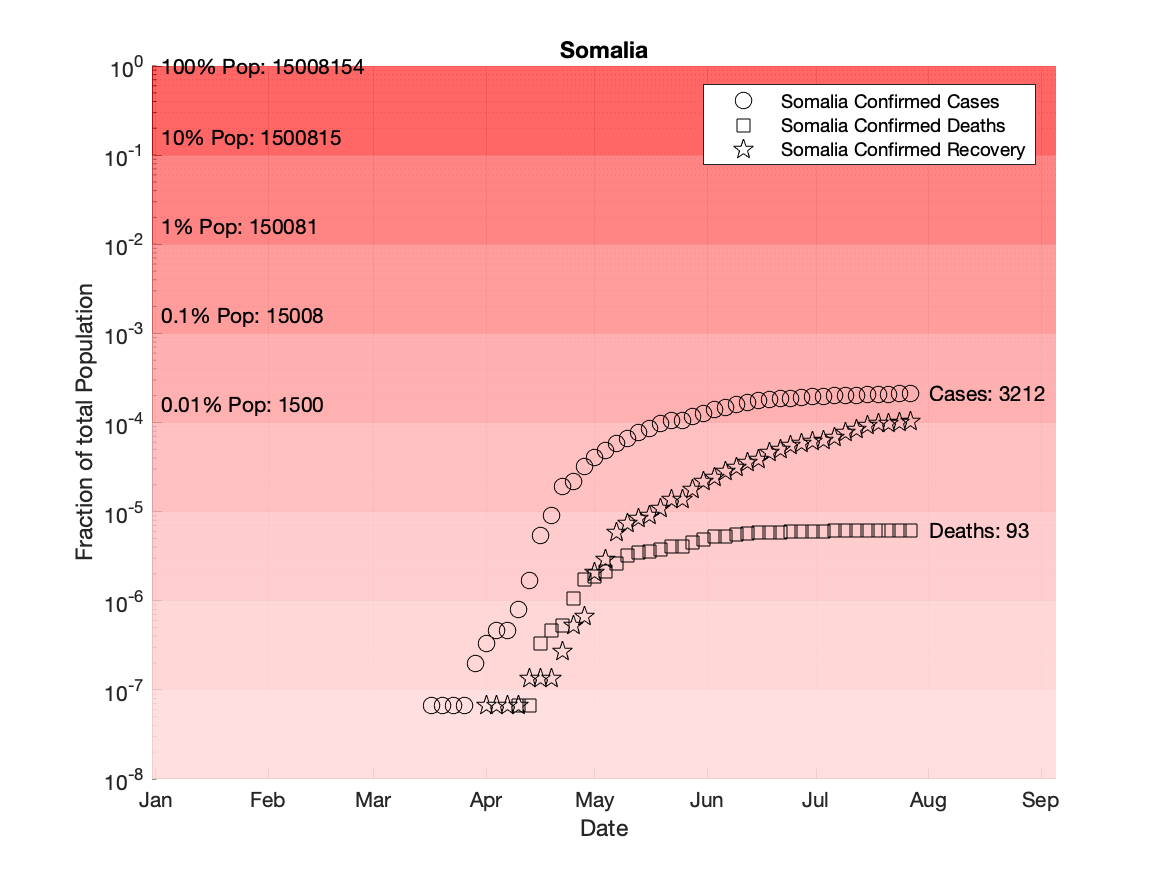 Somalia
10^0
100% Pop: 15008154
Somalia Confirmed Cases
Somalia Confirmed Deaths
Somalia Confirmed Recovery
10% Pop: 1500815
10^-1
1% Pop: 150081
10^-2
0.1% Pop: 15008
10^-3
0.01% Pop: 1500
10^-4
10^-5
10^-6
10^-7
10^-8
Fraction of total Population
Cases: 3212
Deaths: 93
Jan Feb Mar Apr May Jun Jul Aug Sep
Date